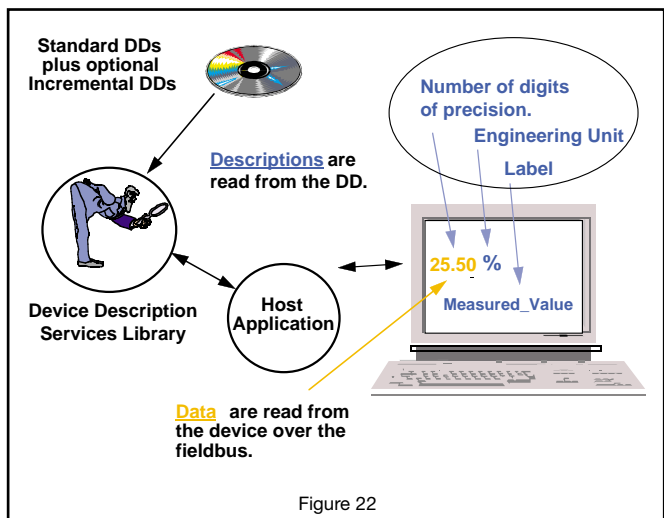 Standard DDs
plus optional
Incremental DDs
Number of digits
of precision.
Engineering Unit
Label
Descriptions are
read from the DD.
25.50 %
Measured_Value
Device Description
Services Library
Host
Application
Data are read from
the device over the
fieldbus.
Figure 22